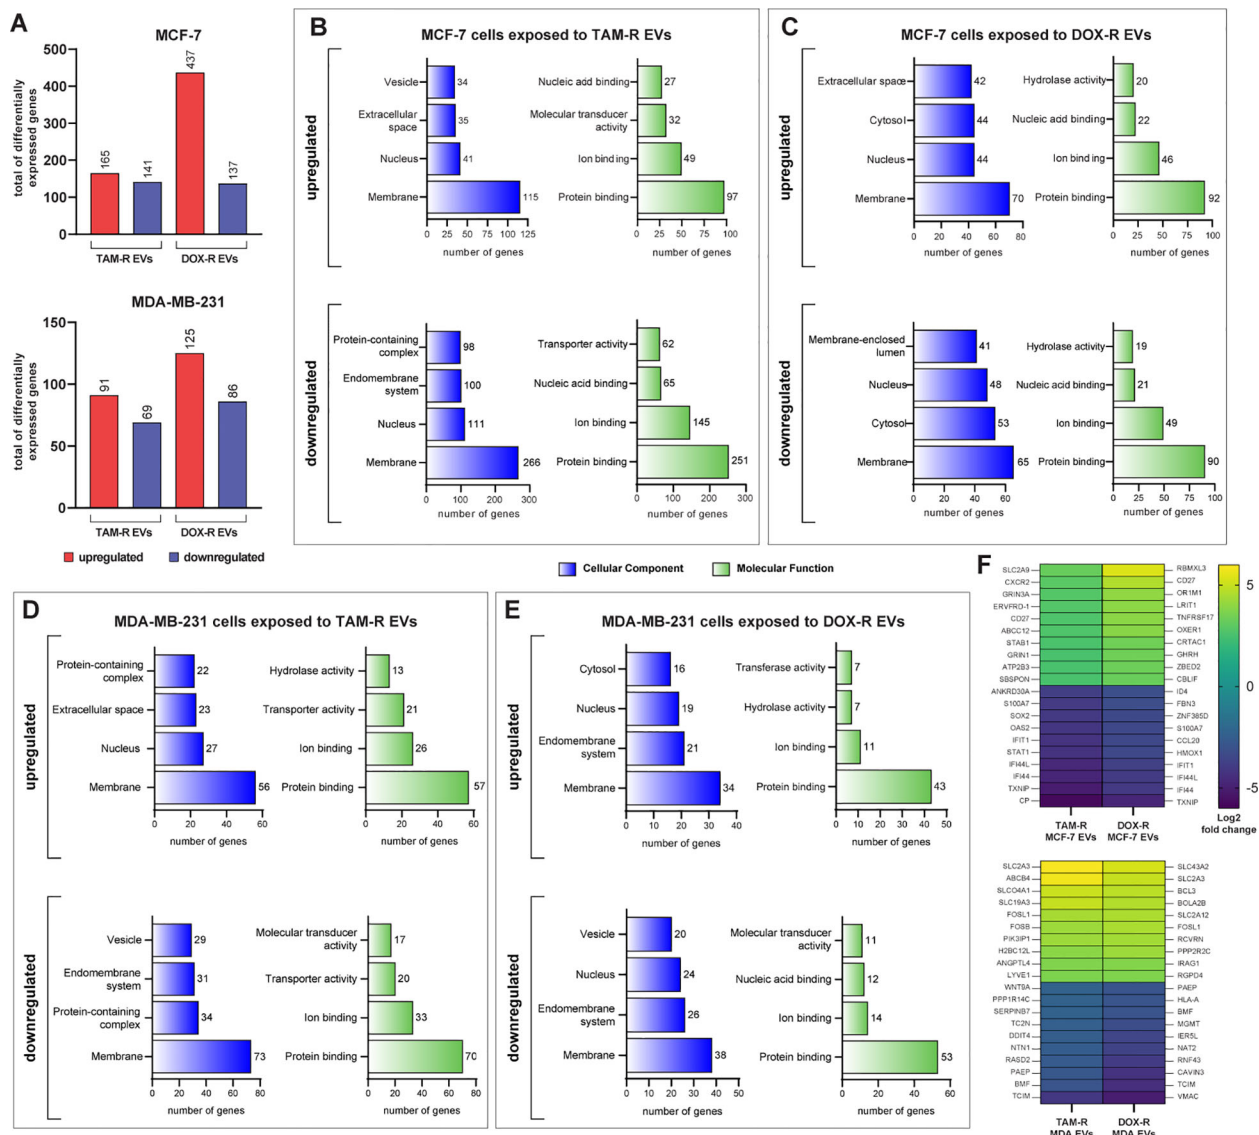 A
MCF-7
total of differentially
expressed genes
500
400
300
200
100
0
165
141
437
137
TAM-R EVs
DOX-R EVs
MDA-MB-231
total of differentially
expressed genes
150
100
50
0
91
69
125
86
TAM-R EVs
DOX-R EVs
upregulated
downregulated
B
MCF-7 cells exposed to TAM-R EVs
upregulated
Vesicle
34
Extracellular
space
35
Nucleus
41
Membrane
115
0 25 50 75 100 125
number of genes
Nucleic acid binding
27
Molecular transducer
activity
32
Ion binding
49
Protein binding
97
0 25 50 75 100
number of genes
downregulated
Protein-containing
complex
98
Endomembrane
system
100
Nucleus
111
Membrane
266
0 100 200 300
number of genes
Transporter activity
62
Nucleic acid binding
65
Ion binding
145
Protein binding
251
0 100 200 300
number of genes
C
MCF-7 cells exposed to DOX-R EVs
upregulated
Extracellular space
42
Cytosol
44
Nucleus
44
Membrane
70
0 20 40 60 80
number of genes
Hydrolase activity
20
Nucleic acid binding
22
Ion binding
46
Protein binding
92
0 25 50 75 100
number of genes
downregulated
Membrane-enclosed
lumen
41
Nucleus
48
Cytosol
53
Membrane
65
0 20 40 60
number of genes
Hydrolase activity
19
Nucleic acid binding
21
Ion binding
49
Protein binding
90
0 25 50 75 100
number of genes
Cellular Component
Molecular Function
D
MDA-MB-231 cells exposed to TAM-R EVs
upregulated
Protein-containing
complex
22
Extracellular space
23
Nucleus
27
Membrane
56
0 20 40 60
number of genes
Hydrolase activity
13
Transporter activity
21
Ion binding
26
Protein binding
57
0 20 40 60
number of genes
downregulated
Vesicle
29
Endomembrane
system
31
Protein-containing
complex
34
Membrane
73
0 20 40 60 80
number of genes
Molecular transducer
activity
17
Transporter activity
20
Ion binding
33
Protein binding
70
0 20 40 60 80
number of genes
E
MDA-MB-231 cells exposed to DOX-R EVs
upregulated
Cytosol
16
Nucleus
19
Endomembrane
system
21
Membrane
34
0 10 20 30 40
number of genes
Transferase activity
7
Hydrolase activity
7
Ion binding
11
Protein binding
43
0 10 20 30 40 50
number of genes
downregulated
Vesicle
20
Nucleus
24
Endomembrane
system
26
Membrane
38
0 10 20 30 40 50
number of genes
Molecular transducer
activity
11
Nucleic acid binding
12
Ion binding
14
Protein binding
53
0 20 40 60
number of genes
F
SLC2A9 RBMXL3
CXCR2 CD27
GRIN3A OR1M1
ERVFRD-1 LRIT1
CD27 TNFRSF17
ABCC12 OXER1
STAB1 CRTAC1
GRIN1 GHRH
ATP2B3 ZBED2
SBSPON CBLIF
ANKRD30A ID4
S100A7 FBN3
SOX2 ZNF385D
OAS2 S100A7
IFIT1 CCL20
STAT1 HMOX1
IFI44L IFIT1
IFI44 IFI44L
TXNIP IFI44
CP TXNIP
TAM-R
MCF-7 EVs
DOX-R
MCF-7 EVs
5
0
-5
Log2
fold change
SLC2A3 SLC43A2
ABCB4 SLC2A3
SLCO4A1 BCL3
SLC19A3 BOLA2B
FOSL1 SLC2A12
FOSB FOSL1
PIK3IP1 RCVRN
H2BC12L PPP2R2C
ANGPTL4 IRAG1
LYVE1 RGPD4
WNT9A PAEP
PPP1R14C HLA-A
SERPINB7 BMF
TC2N MGMT
DDIT4 IER5L
NTN1 NAT2
RASD2 RNF43
PAEP CAVIN3
BMF TCIM
TCIM VMAC
TAM-R
MDA EVs
DOX-R
MDA EVs